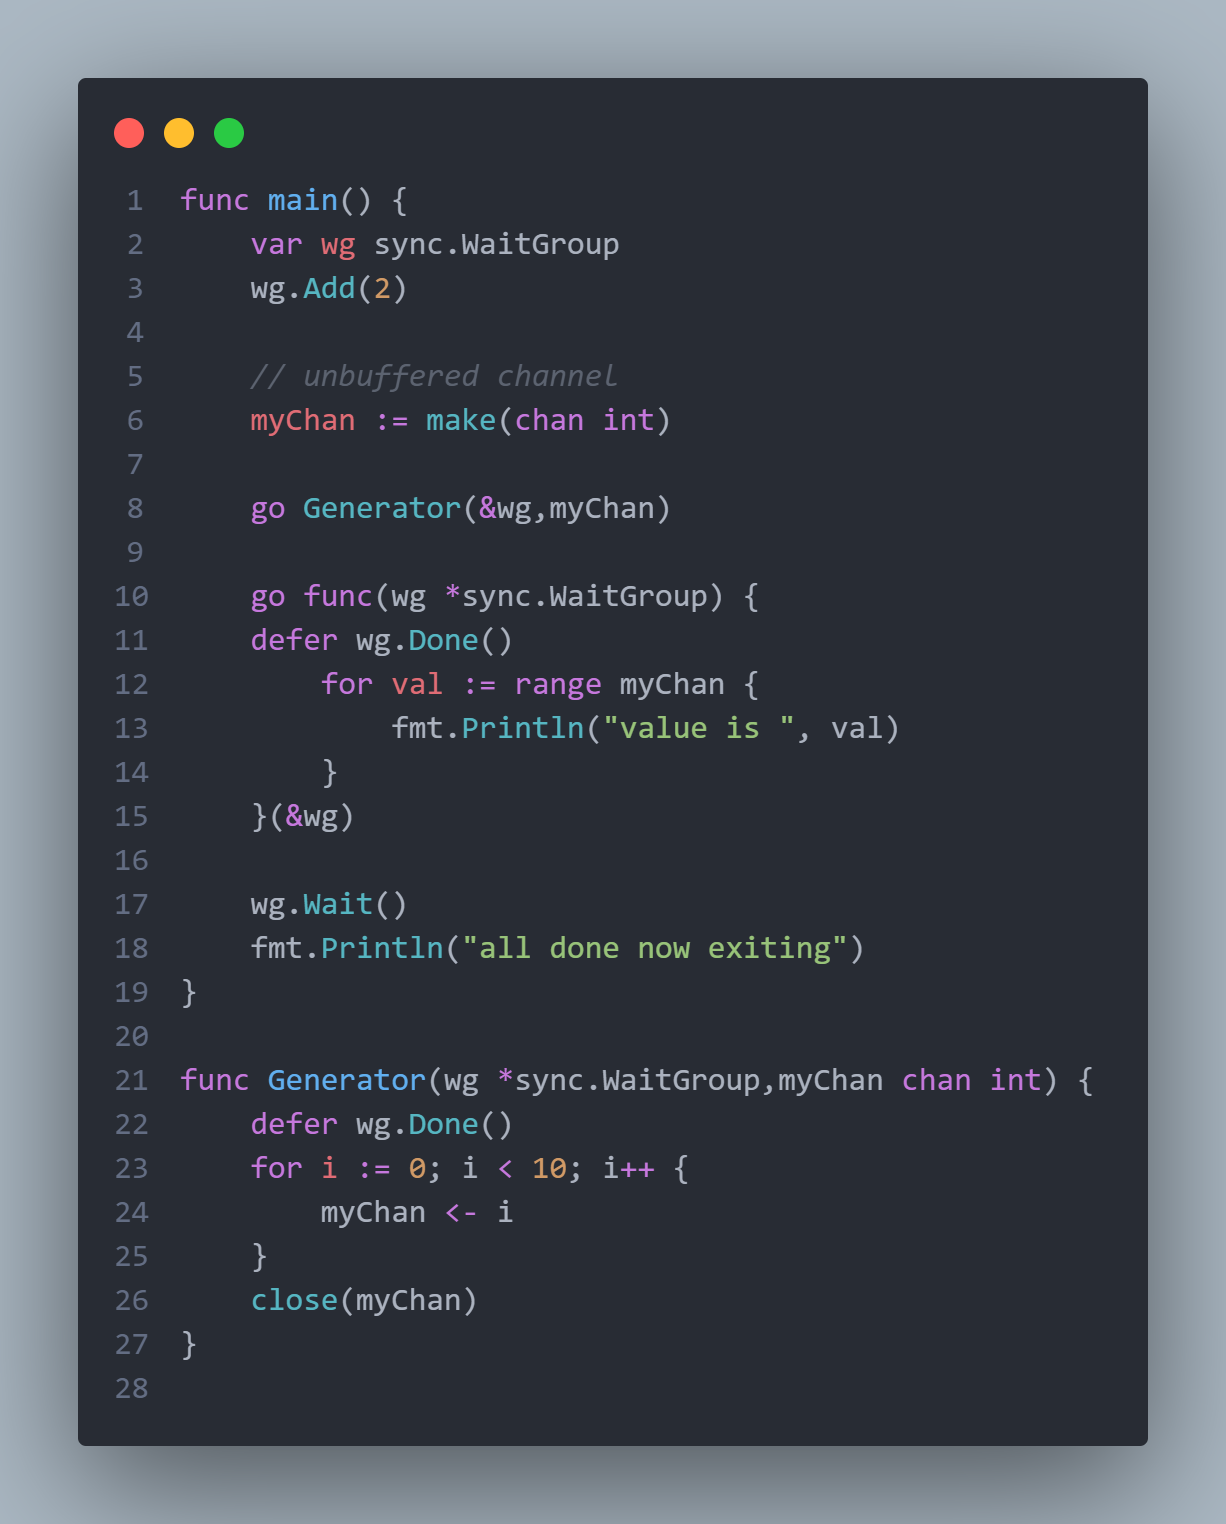 1 func main() {
2     var wg sync.WaitGroup
3     wg.Add(2)
4
5     // unbuffered channel
6     myChan := make(chan int)
7
8     go Generator(&wg,myChan)
9
10     go func(wg *sync.WaitGroup) {
11     defer wg.Done()
12         for val := range myChan {
13             fmt.Println("value is ", val)
14         }
15     }(&wg)
16
17     wg.Wait()
18     fmt.Println("all done now exiting")
19 }
20
21 func Generator(wg *sync.WaitGroup,myChan chan int) {
22     defer wg.Done()
23     for i := 0; i < 10; i++ {
24         myChan <- i
25     }
26     close(myChan)
27 }
28